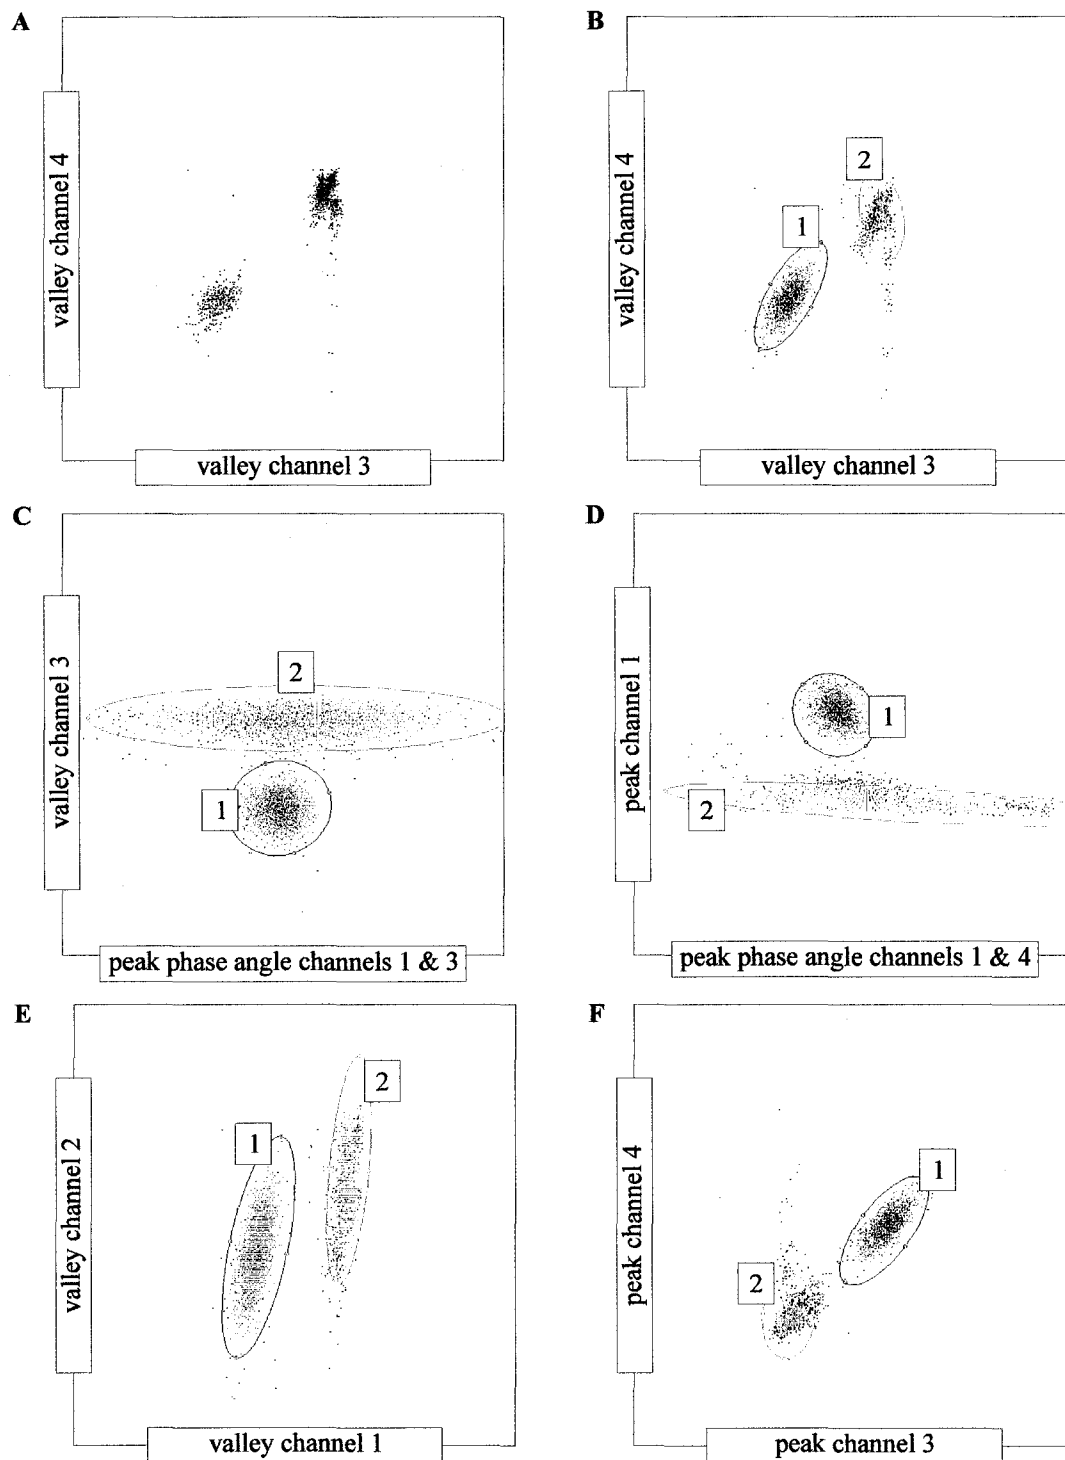 A
B
valley channel 4
valley channel 3
valley channel 4
2
1
valley channel 3
C
D
valley channel 3
2
1
peak phase angle channels 1 & 3
peak channel 1
1
2
peak phase angle channels 1 & 4
E
F
valley channel 2
1
2
valley channel 1
peak channel 4
1
2
peak channel 3